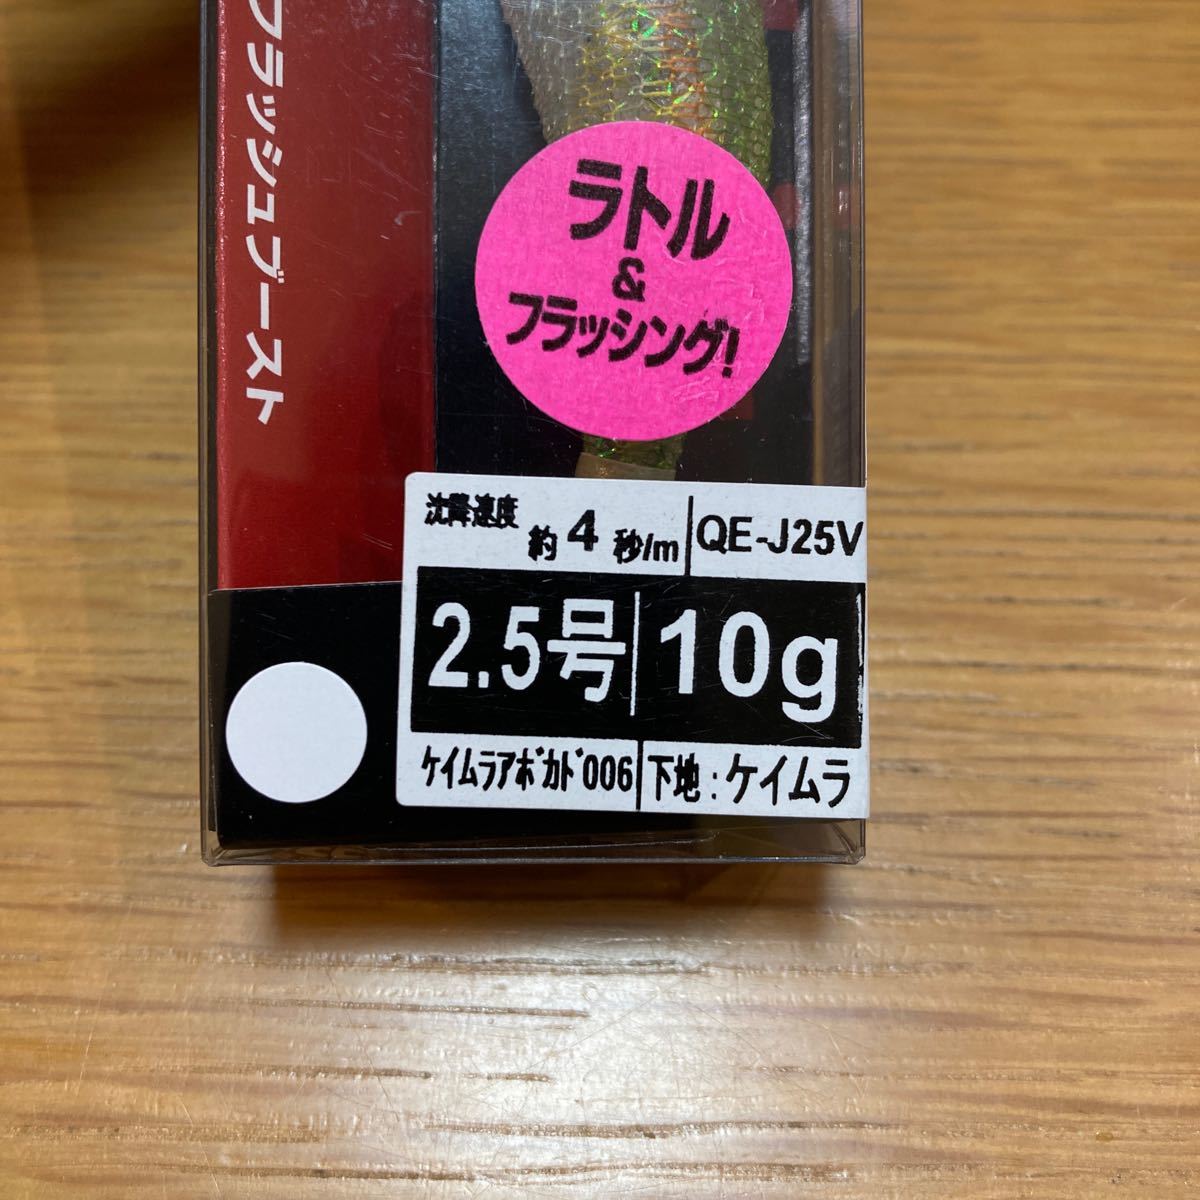 フラッシュブースト
ラトル
&
フラッシング!
沈降速度 約4秒/m QE-J25V
2.5号 10g
ケイムラアボカド006 下地:ケイムラ